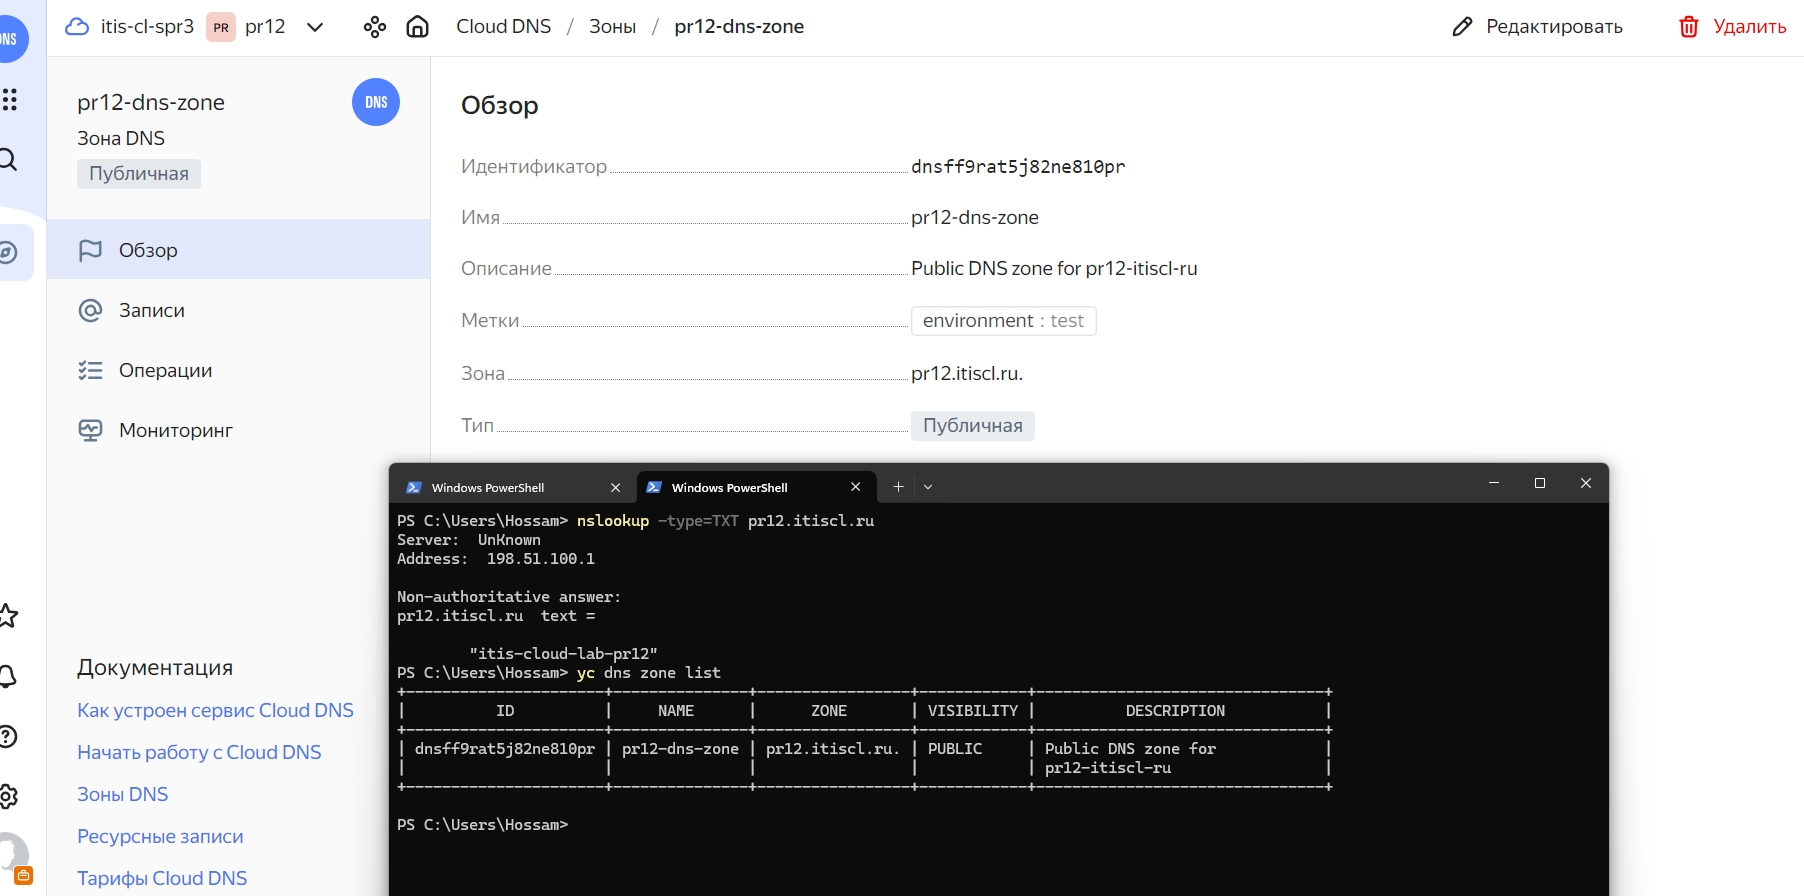 DNS
itis-cl-spr3 PR pr12
Cloud DNS / Зоны / pr12-dns-zone
Редактировать
Удалить
pr12-dns-zone
DNS
Зона DNS
Публичная
Обзор
Записи
Операции
Мониторинг
Документация
Как устроен сервис Cloud DNS
Начать работу с Cloud DNS
Зоны DNS
Ресурсные записи
Тарифы Cloud DNS
Обзор
Идентификатор dnsff9rat5j82ne810pr
Имя pr12-dns-zone
Описание Public DNS zone for pr12-itiscl-ru
Метки environment : test
Зона pr12.itiscl.ru.
Тип Публичная
Windows PowerShell
Windows PowerShell
PS C:\Users\Hossam> nslookup -type=TXT pr12.itiscl.ru
Server:  UnKnown
Address:  198.51.100.1
Non-authoritative answer:
pr12.itiscl.ru  text =
"itis-cloud-lab-pr12"
PS C:\Users\Hossam> yc dns zone list
+----------------------+---------------+-----------------+------------+--------------------------------+
| ID | NAME | ZONE | VISIBILITY | DESCRIPTION |
+----------------------+---------------+-----------------+------------+--------------------------------+
| dnsff9rat5j82ne810pr | pr12-dns-zone | pr12.itiscl.ru. | PUBLIC | Public DNS zone for |
| | | | | pr12-itiscl-ru |
+----------------------+---------------+-----------------+------------+--------------------------------+
PS C:\Users\Hossam>